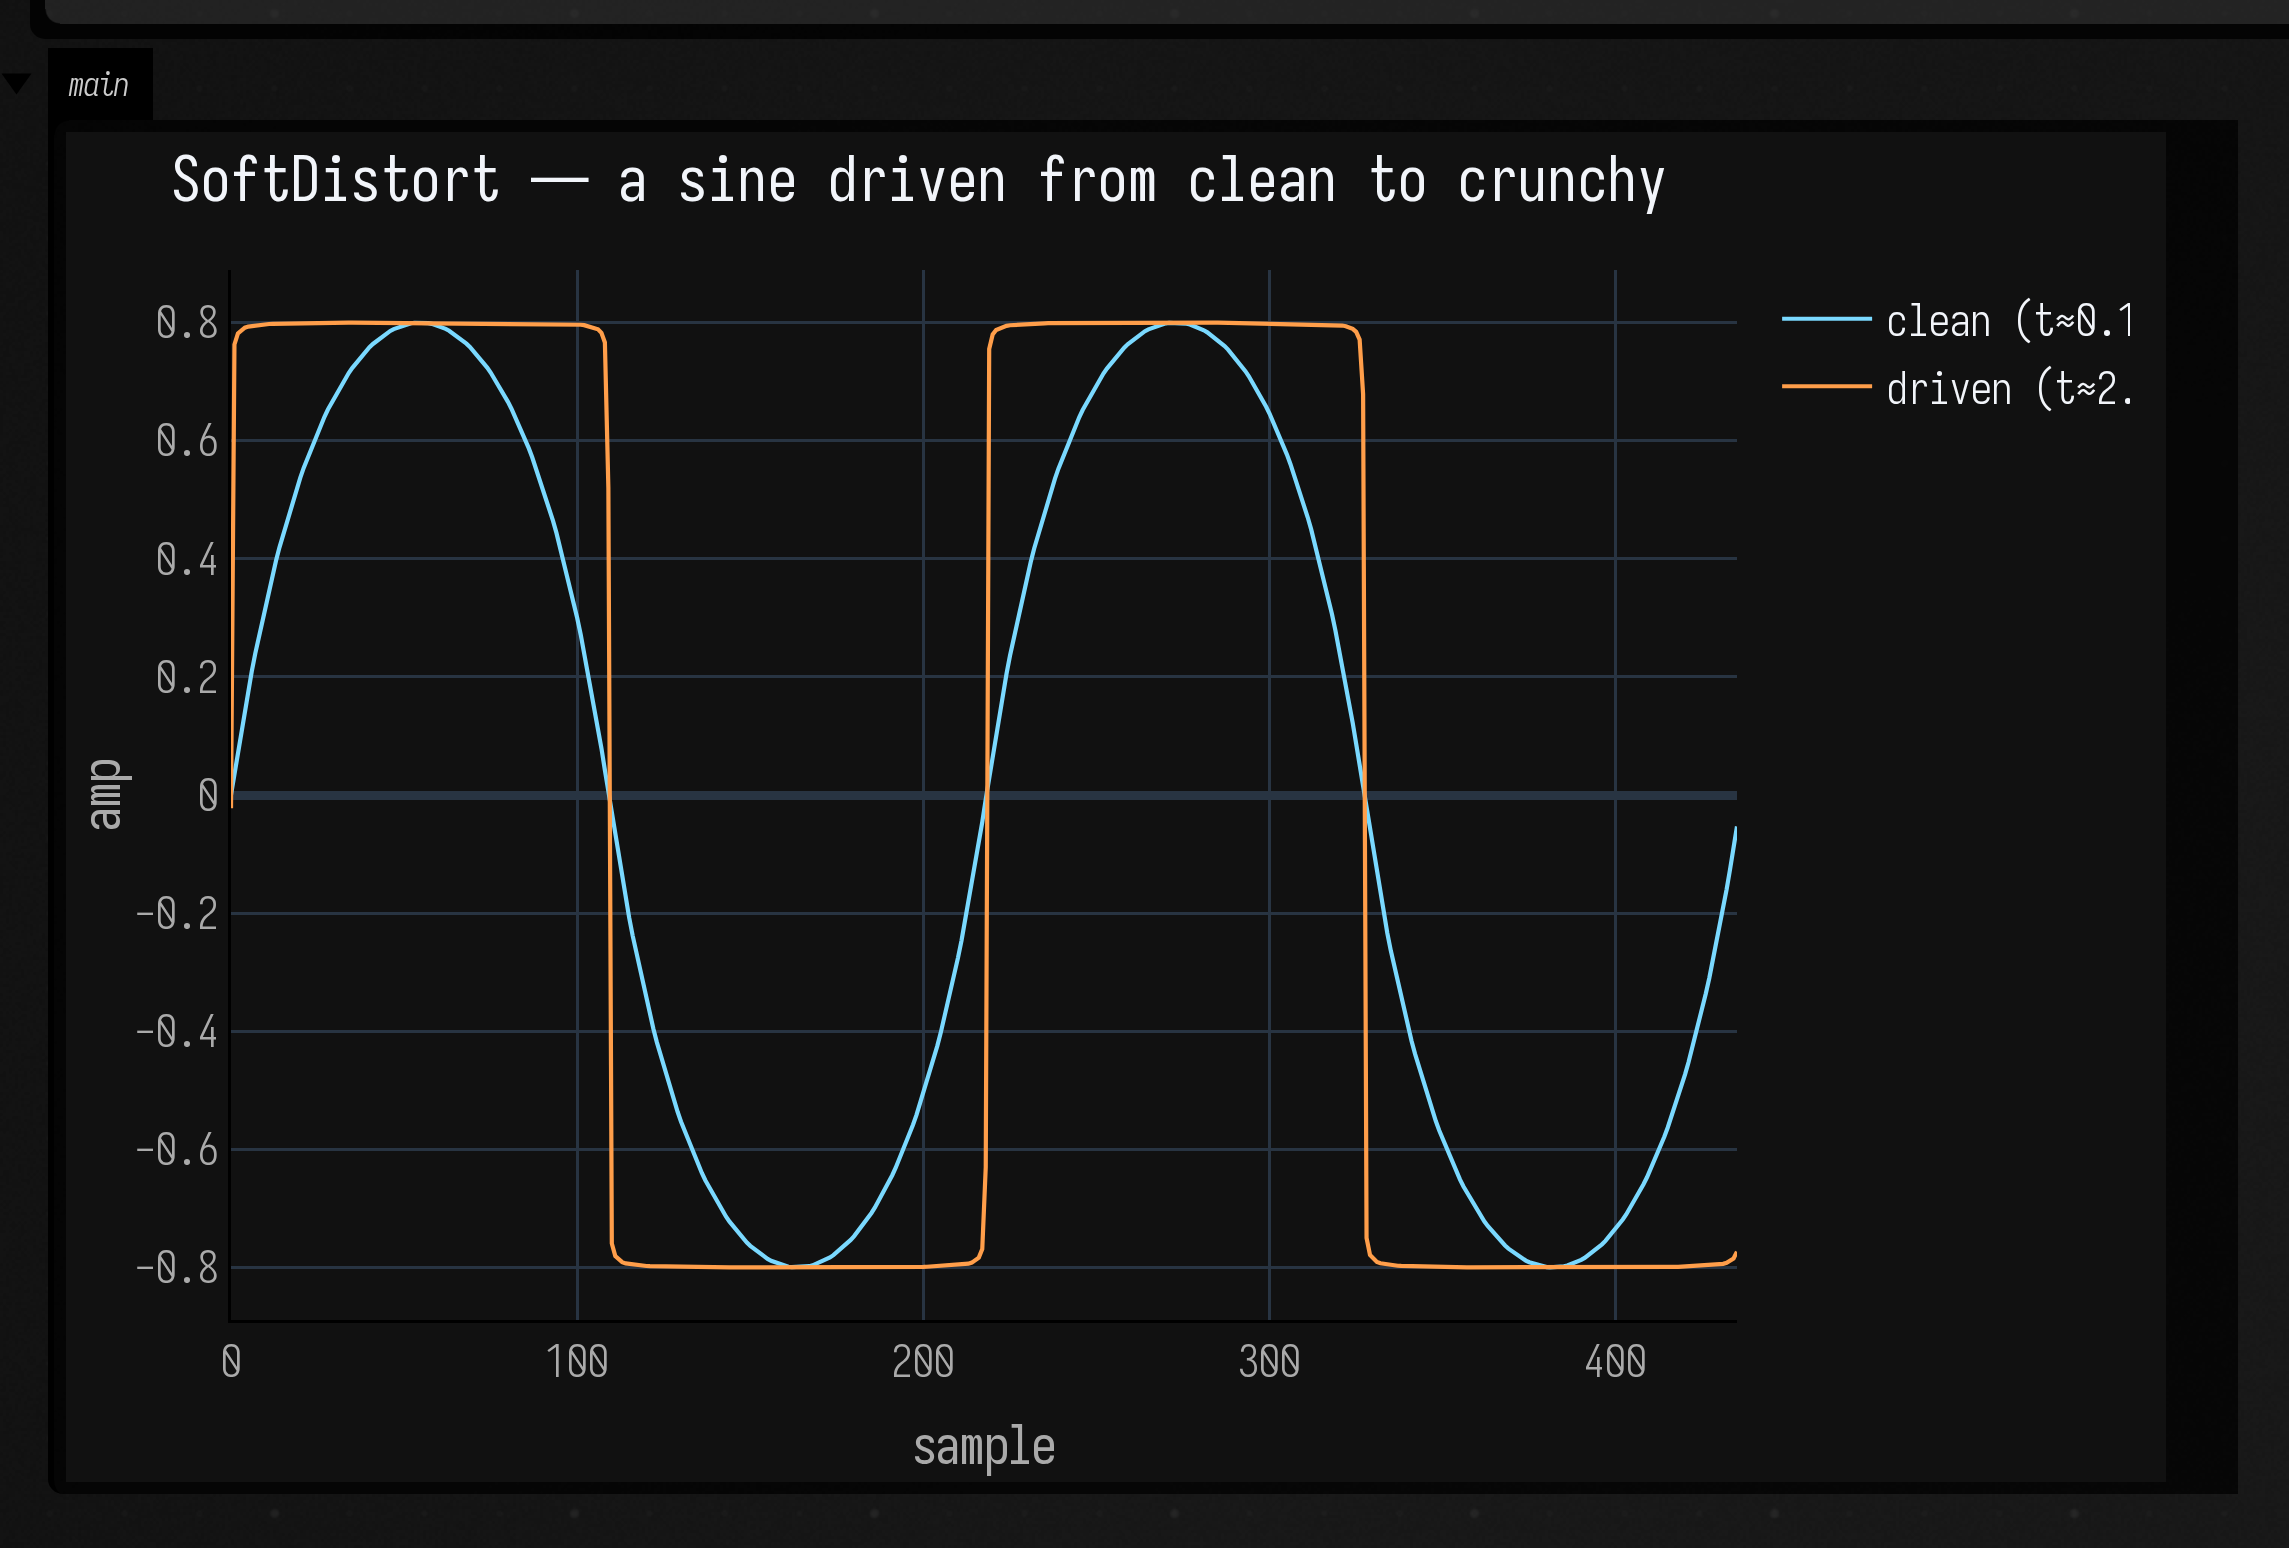 main
SoftDistort — a sine driven from clean to crunchy
0.8
0.6
0.4
0.2
0
−0.2
−0.4
−0.6
−0.8
amp
0 100 200 300 400
sample
clean (t≈0.1
driven (t≈2.